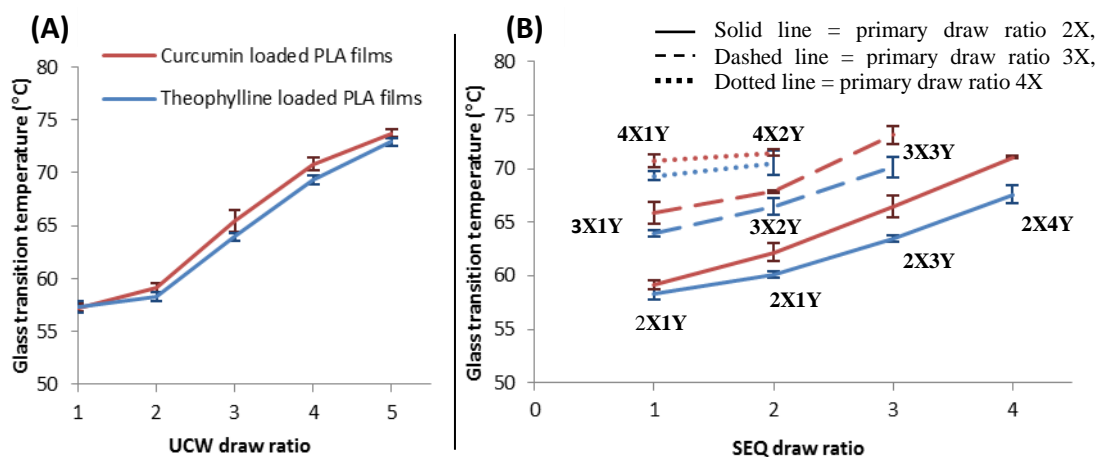 (A)
Curcumin loaded PLA films
Theophylline loaded PLA films
Glass transition temperature (°C)
80
75
70
65
60
55
50
1 2 3 4 5
UCW draw ratio
(B)
Solid line = primary draw ratio 2X,
Dashed line = primary draw ratio 3X,
Dotted line = primary draw ratio 4X
Glass transition temperature (°C)
80
75
70
65
60
55
50
4X1Y 4X2Y
3X3Y
3X1Y 3X2Y
2X4Y
2X3Y
2X1Y
2X1Y
0 1 2 3 4
SEQ draw ratio